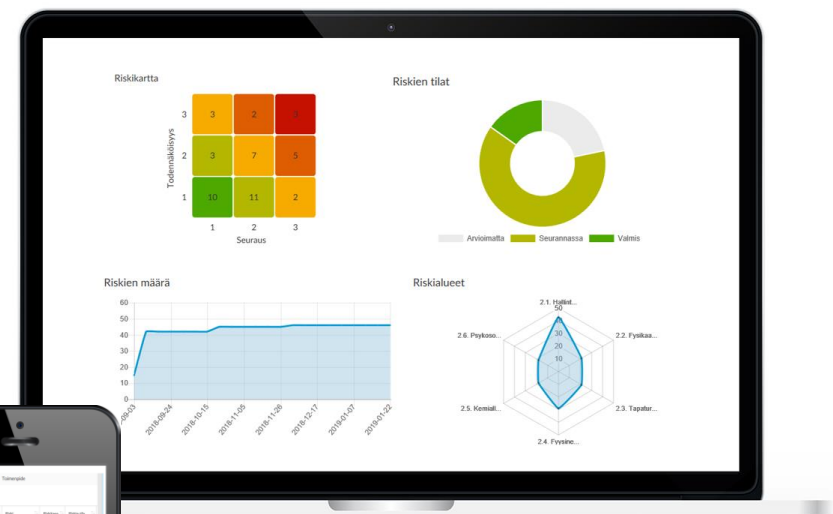 Riskikartta
Todennäköisyys
3 3 2 3
2 3 7 5
1 10 11 2
1 2 3
Seuraus
Riskien tilat
Arvioimatta Seurannassa Valmis
Riskien määrä
60
50
40
30
20
10
0
2018-09-24 2018-10-15 2018-11-05 2018-11-26 2018-12-17 2019-01-07 2019-01-22
Riskialueet
2.1. Hallint...
50
30
20
10
2.2. Fysikaa...
2.3. Tapatur...
2.4. Fyysine...
2.5. Kemiall...
2.6. Psykoso...
Toimenpide